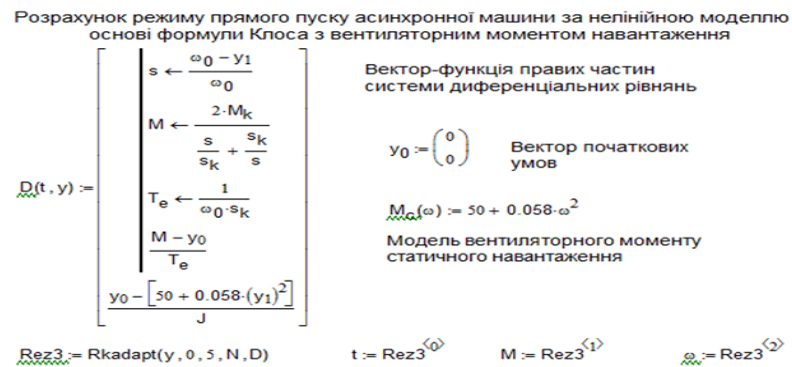 Розрахунок режиму прямого пуску асинхронної машини за нелінійною моделлю
основі формули Клоса з вентиляторним моментом навантаження
s ← (ω0 − y1) / ω0
Вектор-функція правих частин
системи диференціальних рівнянь
M ← 2·Mk / (s/sk + sk/s)
y0 := (0 0)
Вектор початкових
умов
D(t , y) :=
Te ← 1 / (ω0·sk)
Mc(ω) := 50 + 0.058·ω²
(M − y0) / Te
Модель вентиляторного моменту
статичного навантаження
(y0 − [50 + 0.058·(y1)²]) / J
Rez3 := Rkadapt(y , 0 , 5 , N , D) t := Rez3⟨0⟩ M := Rez3⟨1⟩ ω := Rez3⟨2⟩